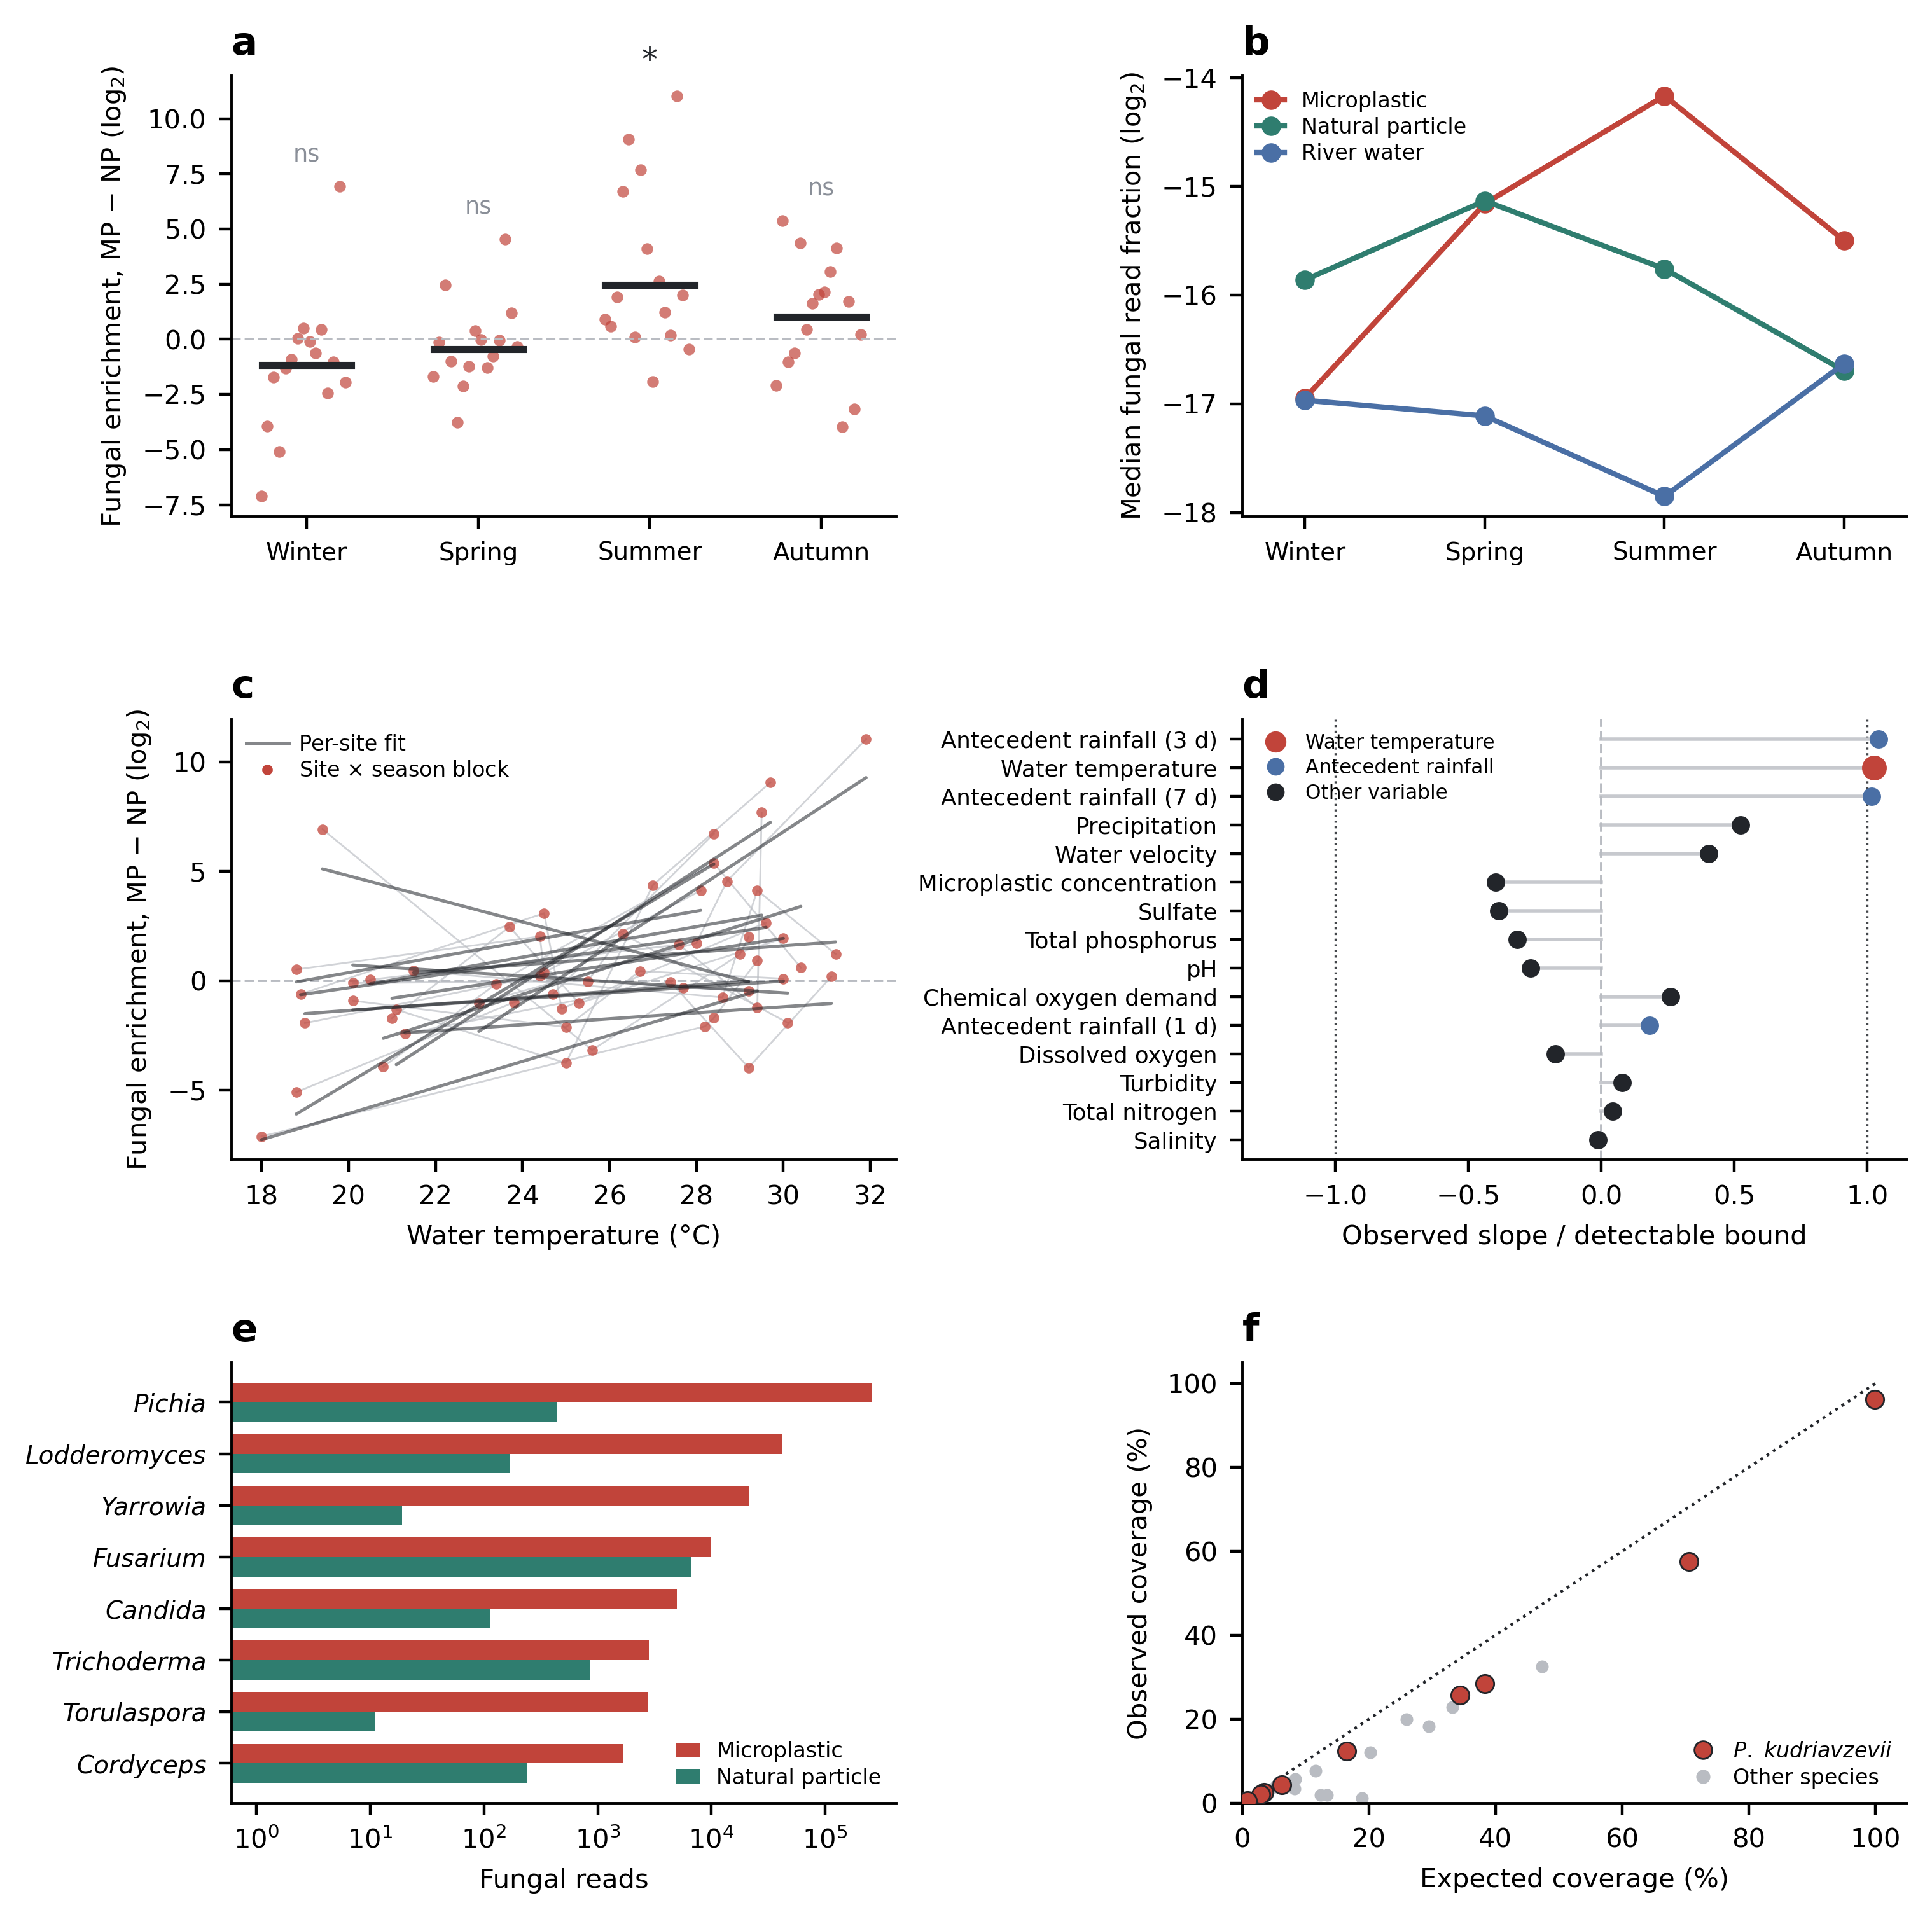 a
*
ns
ns
ns
Fungal enrichment, MP − NP (log₂)
10.0
7.5
5.0
2.5
0.0
−2.5
−5.0
−7.5
Winter
Spring
Summer
Autumn
b
Microplastic
Natural particle
River water
Median fungal read fraction (log₂)
−14
−15
−16
−17
−18
Winter
Spring
Summer
Autumn
c
Per-site fit
Site × season block
Fungal enrichment, MP − NP (log₂)
10
5
0
−5
18
20
22
24
26
28
30
32
Water temperature (°C)
d
Water temperature
Antecedent rainfall
Other variable
Antecedent rainfall (3 d)
Water temperature
Antecedent rainfall (7 d)
Precipitation
Water velocity
Microplastic concentration
Sulfate
Total phosphorus
pH
Chemical oxygen demand
Antecedent rainfall (1 d)
Dissolved oxygen
Turbidity
Total nitrogen
Salinity
−1.0
−0.5
0.0
0.5
1.0
Observed slope / detectable bound
e
Pichia
Lodderomyces
Yarrowia
Fusarium
Candida
Trichoderma
Torulaspora
Cordyceps
Microplastic
Natural particle
10⁰
10¹
10²
10³
10⁴
10⁵
Fungal reads
f
Observed coverage (%)
100
80
60
40
20
0
P. kudriavzevii
Other species
0
20
40
60
80
100
Expected coverage (%)